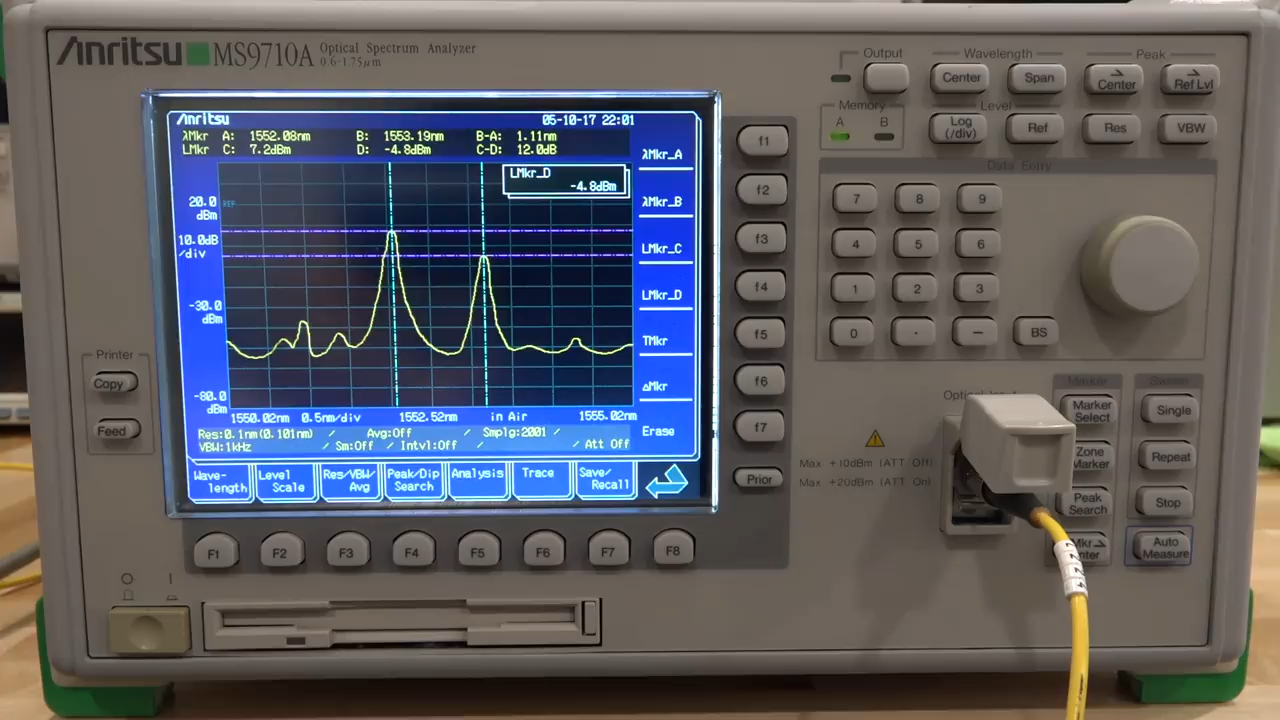 Anritsu MS9710A Optical Spectrum Analyzer
0.6-1.75μm
Output
Wavelength
Peak
Center
Span
Center
Ref Lvl
Memory
A
B
Level
Log (/div)
Ref
Res
VBW
Anritsu 05-10-17 22:01
λMkr A: 1552.08nm B: 1553.19nm B-A: 1.11nm
LMkr C: 7.2dBm D: -4.8dBm C-D: 12.0dB
LMkr_D
-4.8dBm
20.0
dBm
REF
10.0dB
/div
-30.0
dBm
-80.0
dBm
1550.02nm 0.5nm/div 1552.52nm in Air 1555.02nm
Res:0.1nm(0.101nm) / Avg:Off / Smplg:2001 /
VBW:1kHz / Sm:Off / Intvl:Off / Att Off
λMkr_A
λMkr_B
LMkr_C
LMkr_D
TMkr
ΔMkr
Erase
Wave-
length
Level
Scale
Res/VBW/
Avg
Peak/Dip
Search
Analysis
Trace
Save/
Recall
f1
f2
f3
f4
f5
f6
f7
Prior
F1 F2 F3 F4 F5 F6 F7 F8
Data Entry
7 8 9
4 5 6
1 2 3
0 . − BS
Printer
Copy
Feed
Max +10dBm (ATT Off)
Max +20dBm (ATT On)
Marker
Select
Zone
Marker
Peak
Search
Single
Repeat
Stop
Auto
Measure